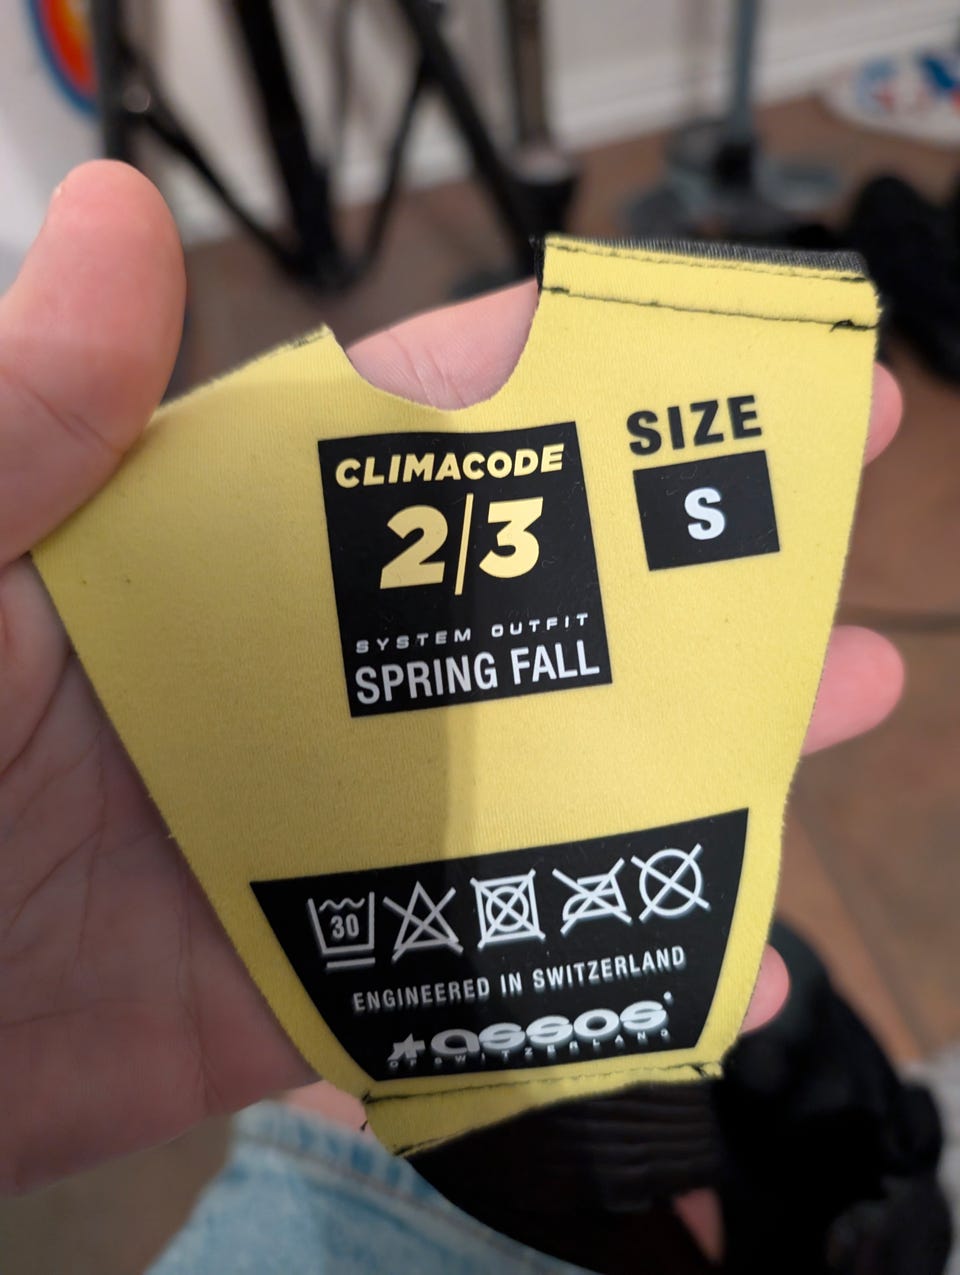 CLIMACODE
2/3
SYSTEM OUTFIT
SPRING FALL
SIZE
S
30
ENGINEERED IN SWITZERLAND
assos
OF SWITZERLAND